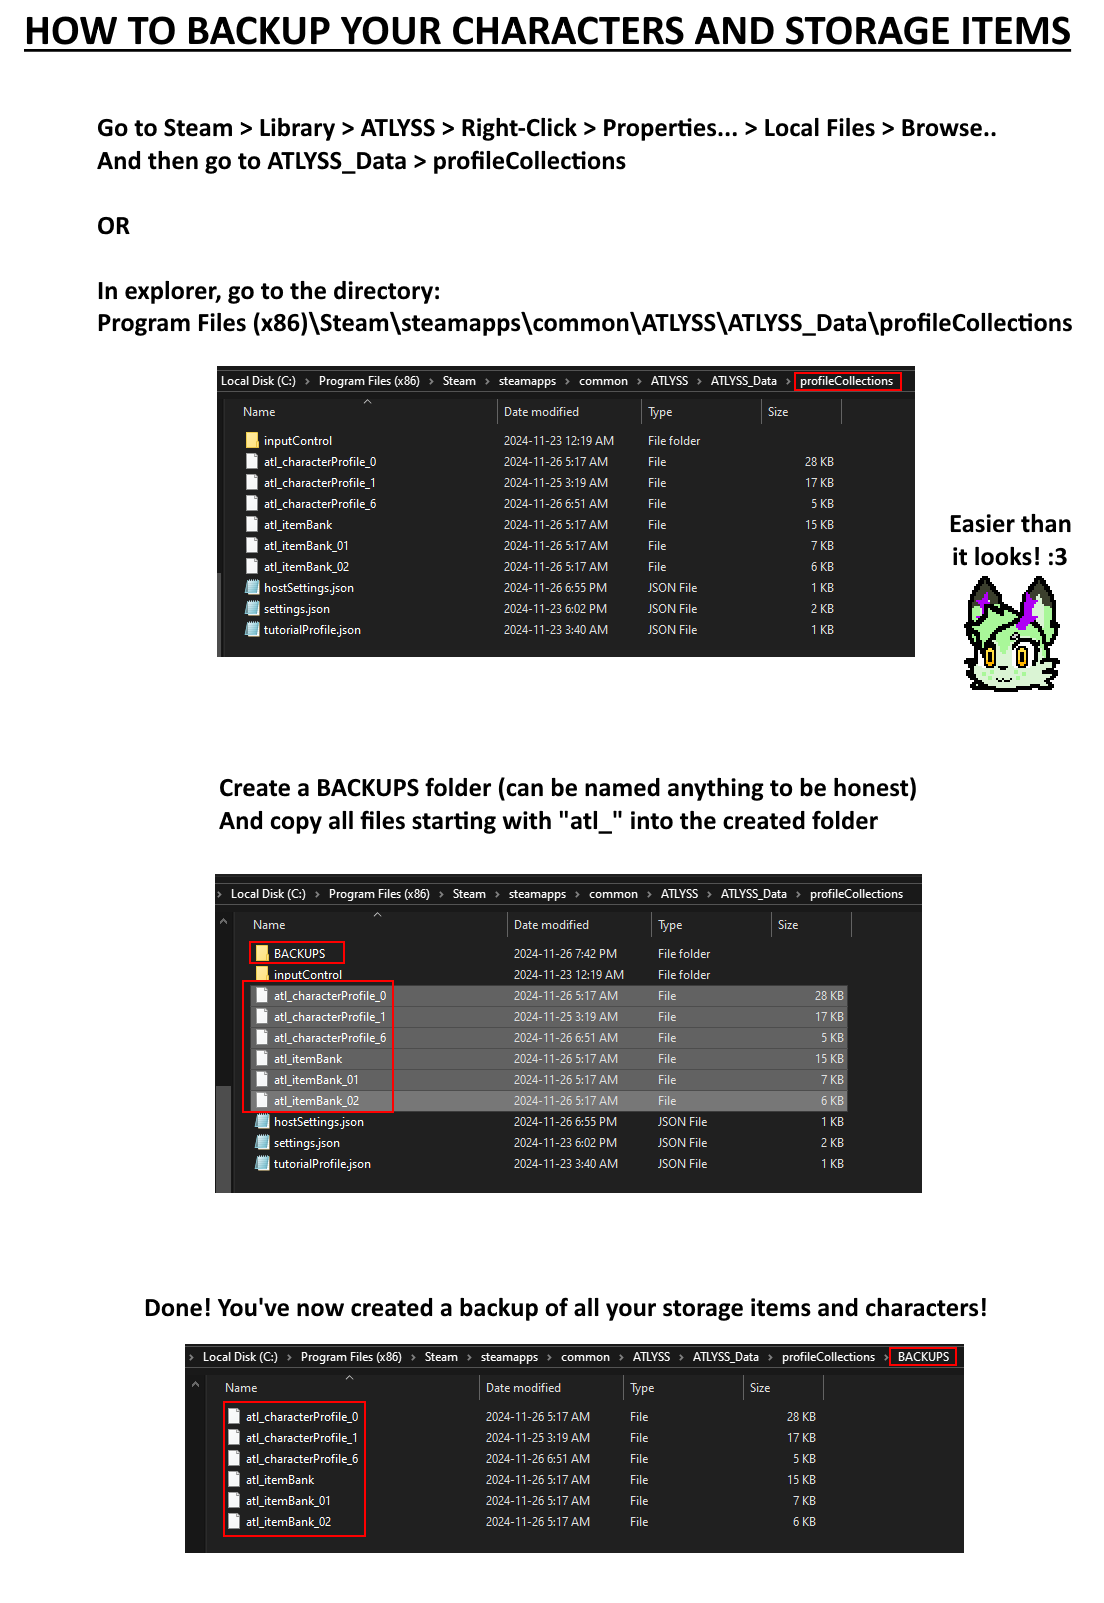 HOW TO BACKUP YOUR CHARACTERS AND STORAGE ITEMS
Go to Steam > Library > ATLYSS > Right-Click > Properties... > Local Files > Browse..
And then go to ATLYSS_Data > profileCollections
OR
In explorer, go to the directory:
Program Files (x86)\Steam\steamapps\common\ATLYSS\ATLYSS_Data\profileCollections
Local Disk (C:) > Program Files (x86) > Steam > steamapps > common > ATLYSS > ATLYSS_Data > profileCollections
Name Date modified Type Size
inputControl 2024-11-23 12:19 AM File folder
atl_characterProfile_0 2024-11-26 5:17 AM File 28 KB
atl_characterProfile_1 2024-11-25 3:19 AM File 17 KB
atl_characterProfile_6 2024-11-26 6:51 AM File 5 KB
atl_itemBank 2024-11-26 5:17 AM File 15 KB
atl_itemBank_01 2024-11-26 5:17 AM File 7 KB
atl_itemBank_02 2024-11-26 5:17 AM File 6 KB
hostSettings.json 2024-11-26 6:55 PM JSON File 1 KB
settings.json 2024-11-23 6:02 PM JSON File 2 KB
tutorialProfile.json 2024-11-23 3:40 AM JSON File 1 KB
Easier than
it looks! :3
Create a BACKUPS folder (can be named anything to be honest)
And copy all files starting with "atl_" into the created folder
> Local Disk (C:) > Program Files (x86) > Steam > steamapps > common > ATLYSS > ATLYSS_Data > profileCollections
Name Date modified Type Size
BACKUPS 2024-11-26 7:42 PM File folder
inputControl 2024-11-23 12:19 AM File folder
atl_characterProfile_0 2024-11-26 5:17 AM File 28 KB
atl_characterProfile_1 2024-11-25 3:19 AM File 17 KB
atl_characterProfile_6 2024-11-26 6:51 AM File 5 KB
atl_itemBank 2024-11-26 5:17 AM File 15 KB
atl_itemBank_01 2024-11-26 5:17 AM File 7 KB
atl_itemBank_02 2024-11-26 5:17 AM File 6 KB
hostSettings.json 2024-11-26 6:55 PM JSON File 1 KB
settings.json 2024-11-23 6:02 PM JSON File 2 KB
tutorialProfile.json 2024-11-23 3:40 AM JSON File 1 KB
Done! You've now created a backup of all your storage items and characters!
> Local Disk (C:) > Program Files (x86) > Steam > steamapps > common > ATLYSS > ATLYSS_Data > profileCollections > BACKUPS
Name Date modified Type Size
atl_characterProfile_0 2024-11-26 5:17 AM File 28 KB
atl_characterProfile_1 2024-11-25 3:19 AM File 17 KB
atl_characterProfile_6 2024-11-26 6:51 AM File 5 KB
atl_itemBank 2024-11-26 5:17 AM File 15 KB
atl_itemBank_01 2024-11-26 5:17 AM File 7 KB
atl_itemBank_02 2024-11-26 5:17 AM File 6 KB